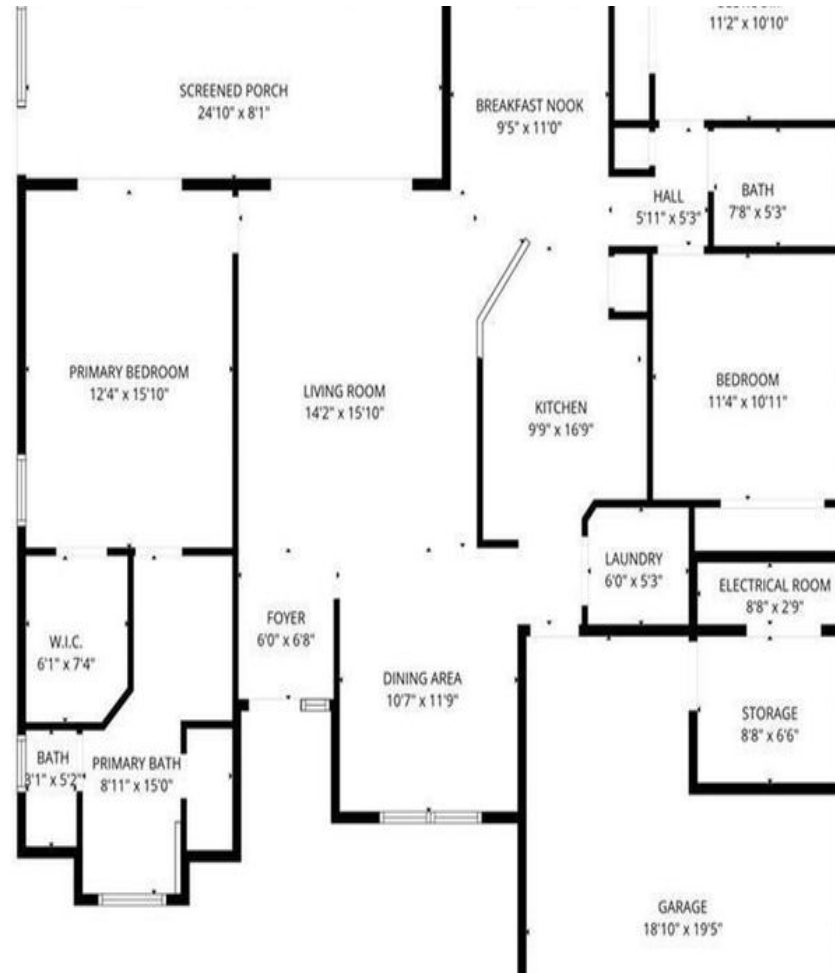 11'2" x 10'10"
SCREENED PORCH
24'10" x 8'1"
BREAKFAST NOOK
9'5" x 11'0"
HALL
5'11" x 5'3"
BATH
7'8" x 5'3"
PRIMARY BEDROOM
12'4" x 15'10"
LIVING ROOM
14'2" x 15'10"
KITCHEN
9'9" x 16'9"
BEDROOM
11'4" x 10'11"
LAUNDRY
6'0" x 5'3"
ELECTRICAL ROOM
8'8" x 2'9"
W.I.C.
6'1" x 7'4"
FOYER
6'0" x 6'8"
DINING AREA
10'7" x 11'9"
STORAGE
8'8" x 6'6"
BATH
3'1" x 5'2"
PRIMARY BATH
8'11" x 15'0"
GARAGE
18'10" x 19'5"